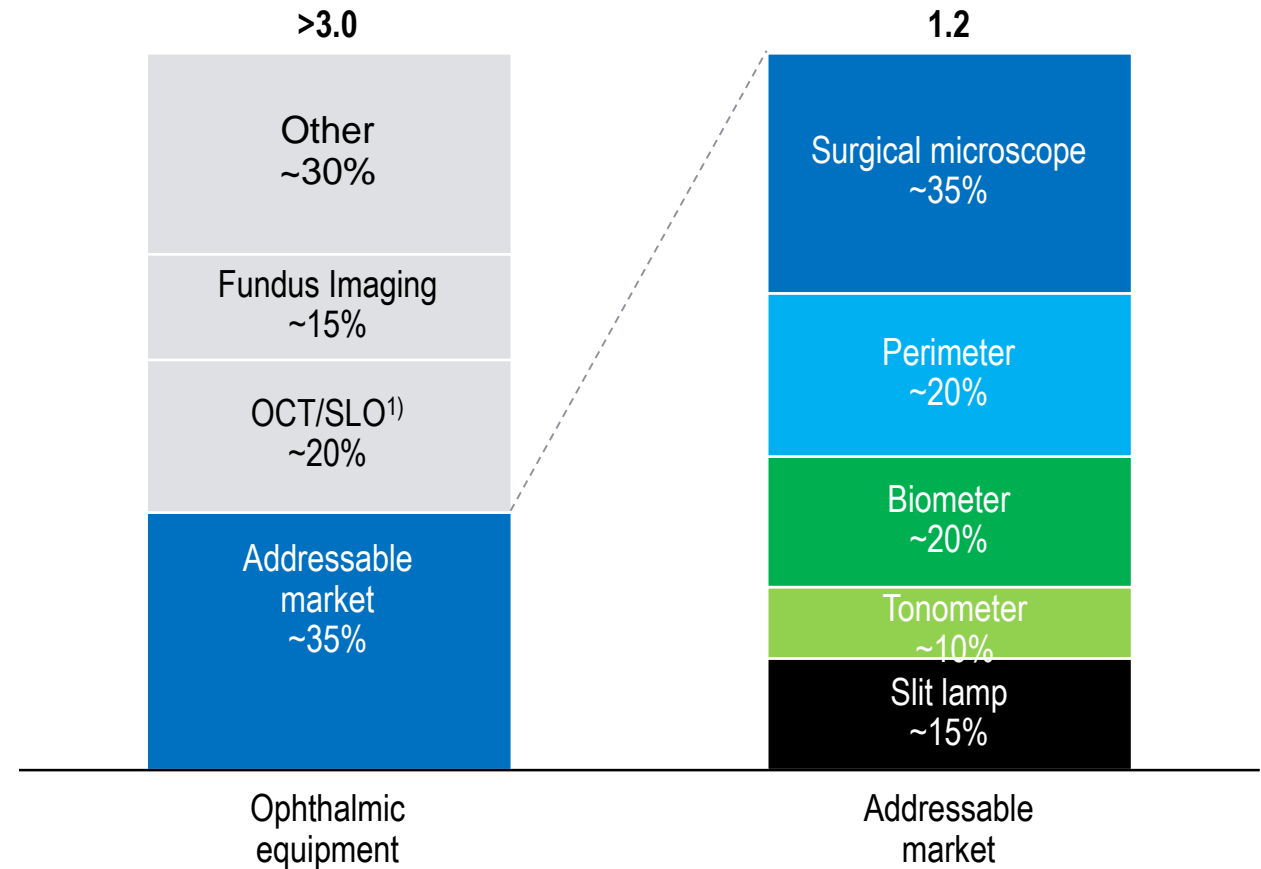 >3.0
Other
~30%
Fundus Imaging
~15%
OCT/SLO1)
~20%
Addressable
market
~35%
Ophthalmic
equipment
1.2
Surgical microscope
~35%
Perimeter
~20%
Biometer
~20%
Tonometer
~10%
Slit lamp
~15%
Addressable
market